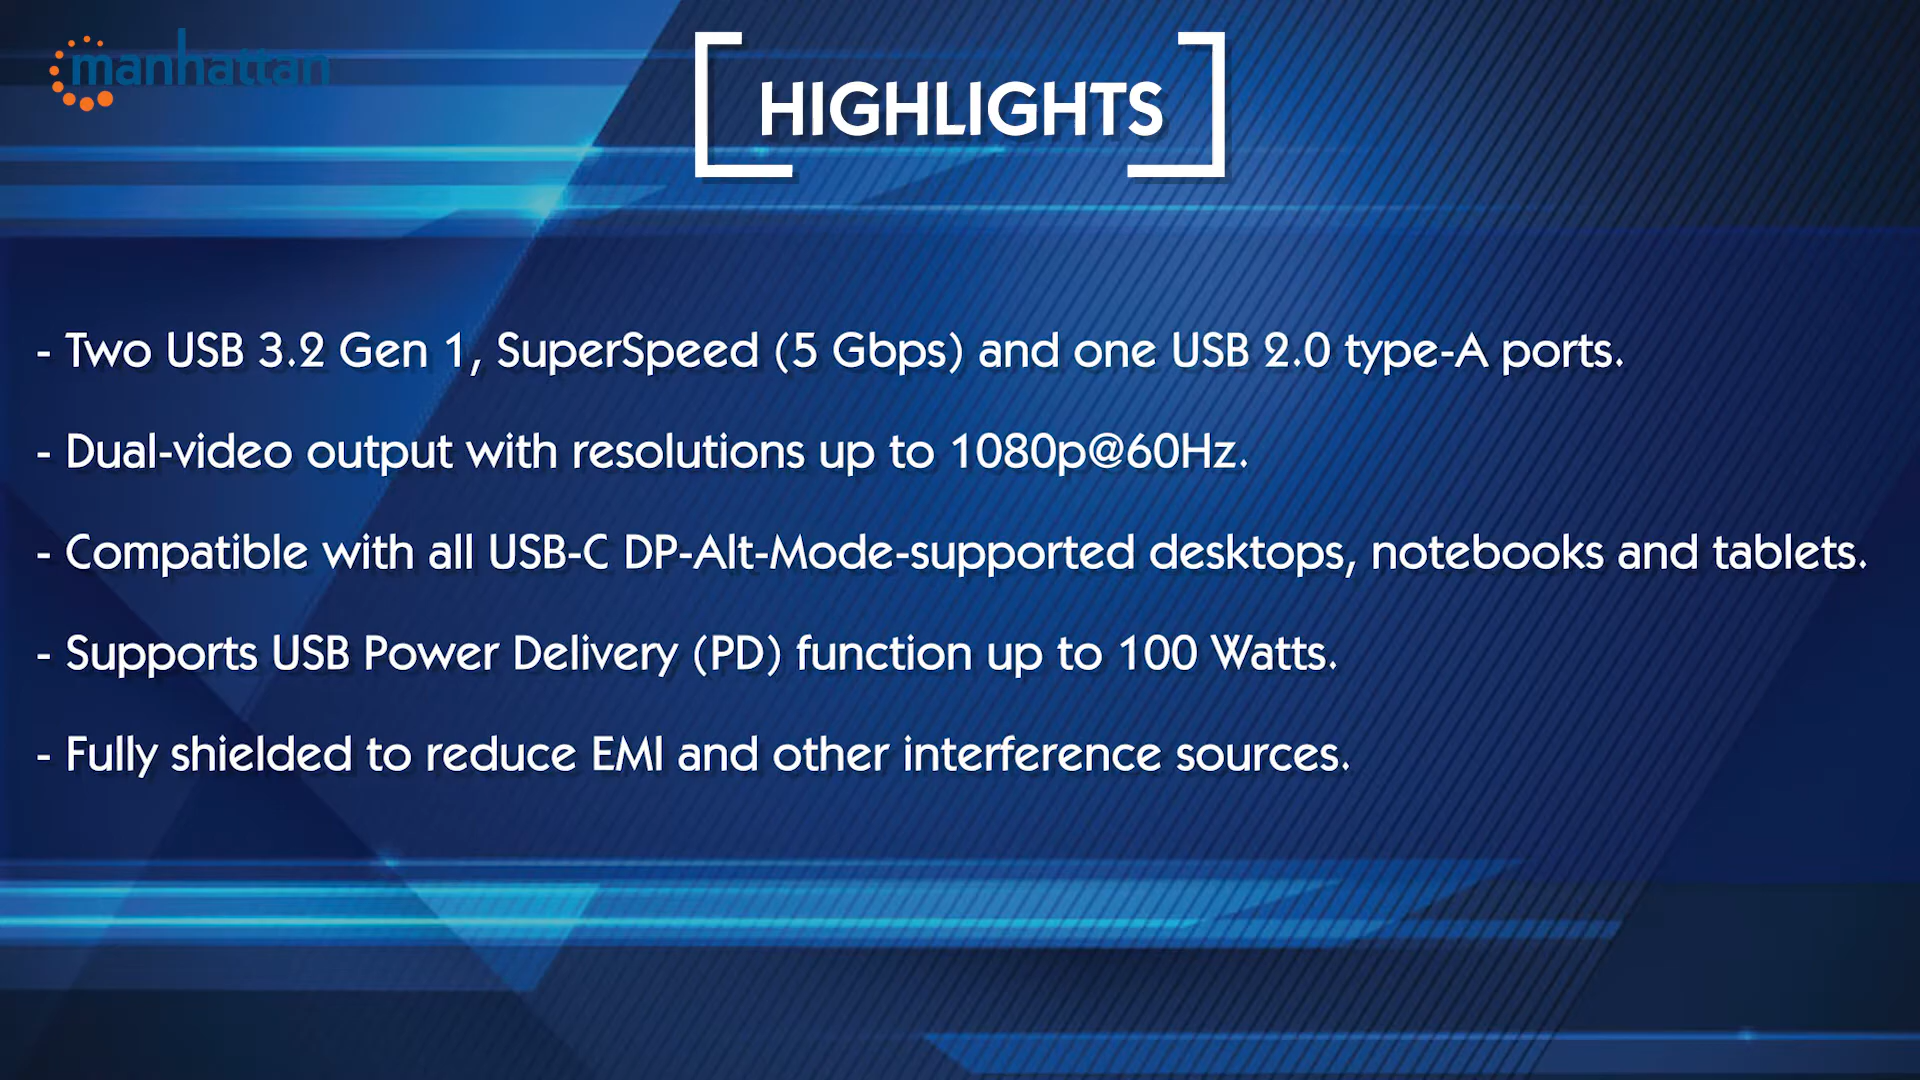 manhattan
HIGHLIGHTS
- Two USB 3.2 Gen 1, SuperSpeed (5 Gbps) and one USB 2.0 type-A ports.
- Dual-video output with resolutions up to 1080p@60Hz.
- Compatible with all USB-C DP-Alt-Mode-supported desktops, notebooks and tablets.
- Supports USB Power Delivery (PD) function up to 100 Watts.
- Fully shielded to reduce EMI and other interference sources.